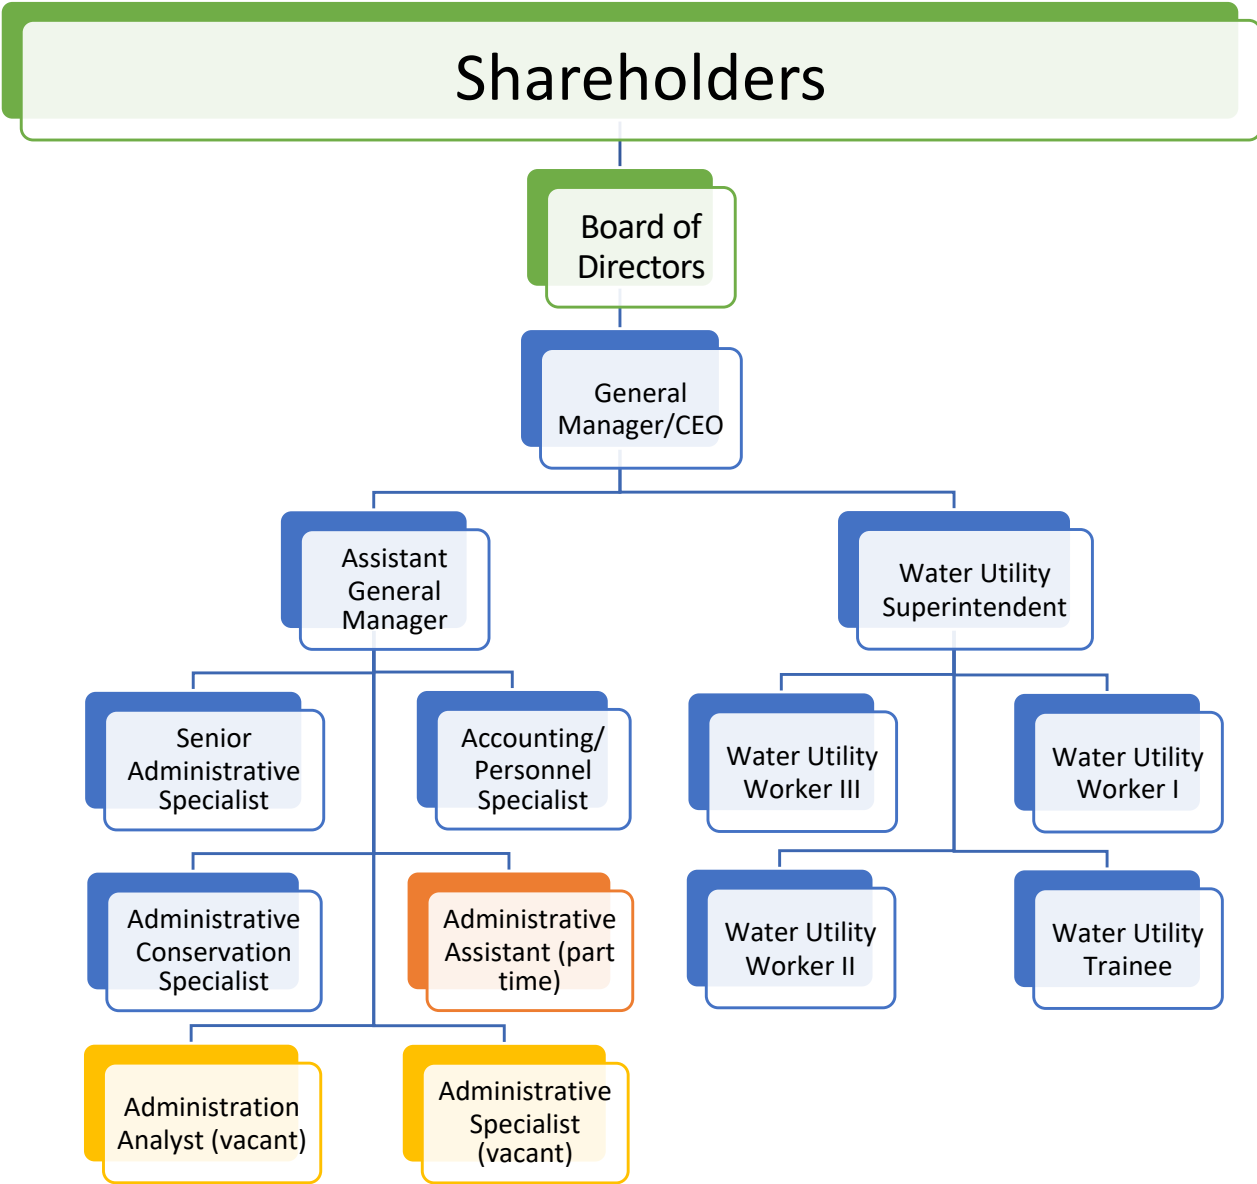 Shareholders
Board of
Directors
General
Manager/CEO
Assistant
General
Manager
Water Utility
Superintendent
Senior
Administrative
Specialist
Accounting/
Personnel
Specialist
Water Utility
Worker III
Water Utility
Worker I
Administrative
Conservation
Specialist
Administrative
Assistant (part
time)
Water Utility
Worker II
Water Utility
Trainee
Administration
Analyst (vacant)
Administrative
Specialist
(vacant)